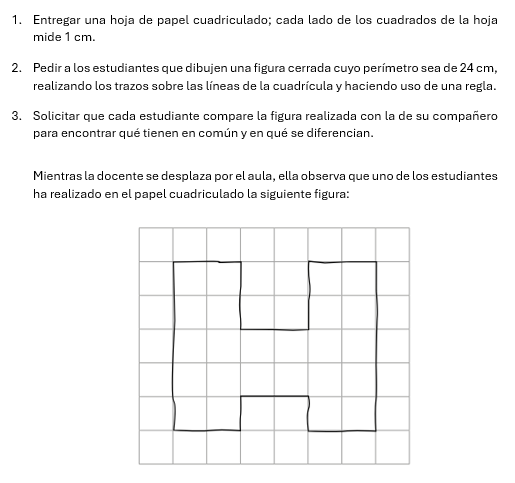 1. Entregar una hoja de papel cuadriculado; cada lado de los cuadrados de la hoja
mide 1 cm.
2. Pedir a los estudiantes que dibujen una figura cerrada cuyo perímetro sea de 24 cm,
realizando los trazos sobre las líneas de la cuadrícula y haciendo uso de una regla.
3. Solicitar que cada estudiante compare la figura realizada con la de su compañero
para encontrar qué tienen en común y en qué se diferencian.
Mientras la docente se desplaza por el aula, ella observa que uno de los estudiantes
ha realizado en el papel cuadriculado la siguiente figura: